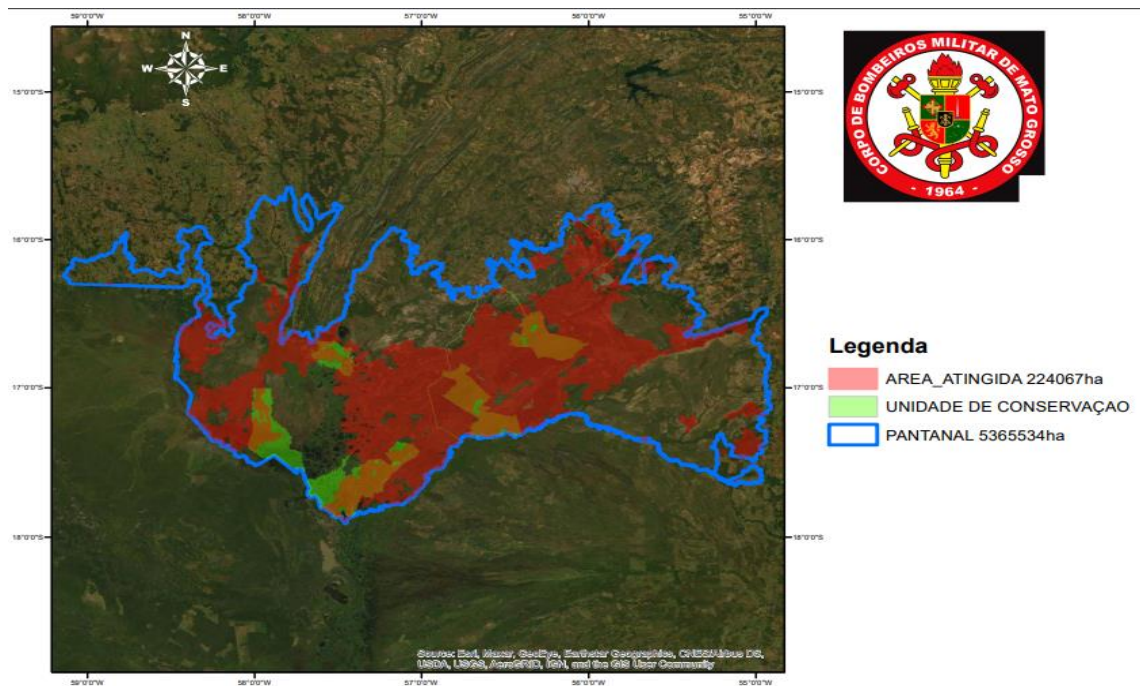 59°0'0"W 58°0'0"W 57°0'0"W 56°0'0"W 55°0'0"W
N
W E
S
CORPO DE BOMBEIROS MILITAR DE MATO GROSSO
- 1964 -
15°0'0"S 15°0'0"S
16°0'0"S 16°0'0"S
17°0'0"S 17°0'0"S
18°0'0"S 18°0'0"S
Legenda
AREA_ATINGIDA 224067ha
UNIDADE DE CONSERVAÇAO
PANTANAL 5365534ha
Source: Esri, Maxar, GeoEye, Earthstar Geographics, CNES/Airbus DS,
USDA, USGS, AeroGRID, IGN, and the GIS User Community
59°0'0"W 58°0'0"W 57°0'0"W 56°0'0"W 55°0'0"W